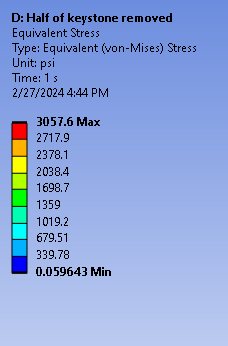 D: Half of keystone removed
Equivalent Stress
Type: Equivalent (von-Mises) Stress
Unit: psi
Time: 1 s
2/27/2024 4:44 PM
3057.6 Max
2717.9
2378.1
2038.4
1698.7
1359
1019.2
679.51
339.78
0.059643 Min